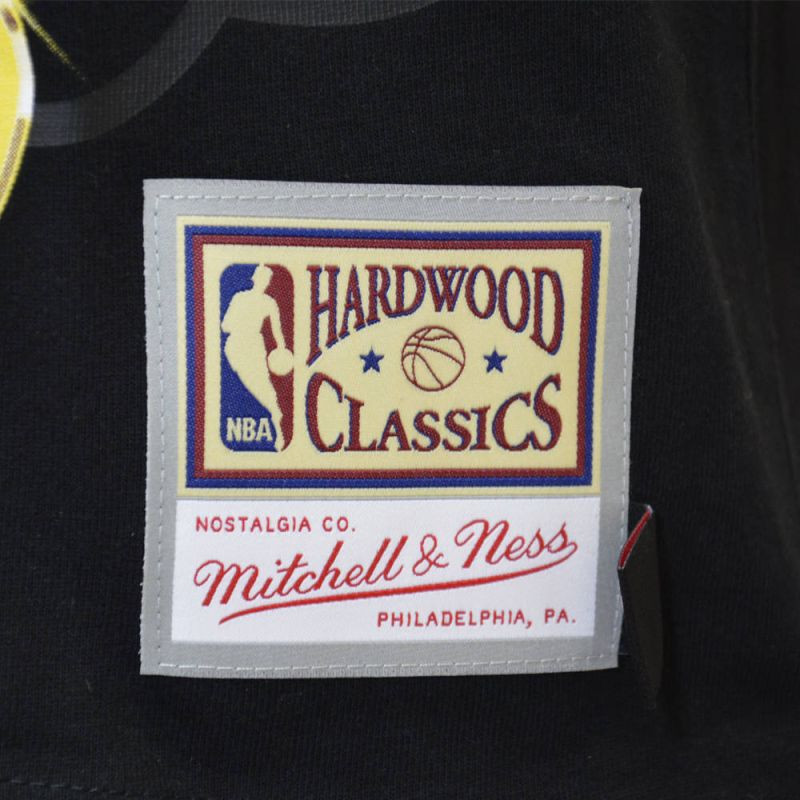 HARDWOOD
CLASSICS
NBA
NOSTALGIA CO.
Mitchell & Ness
PHILADELPHIA, PA.